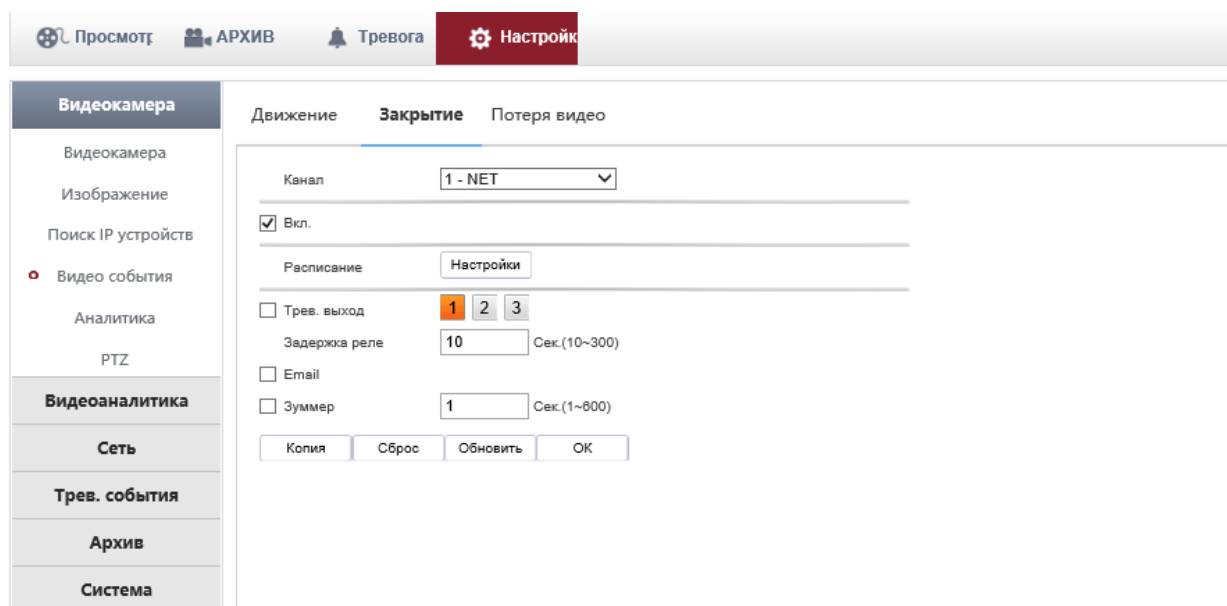 Просмотр АРХИВ Тревога Настройк
Видеокамера
Движение Закрытие Потеря видео
Видеокамера
Канал 1 - NET
Изображение
Вкл.
Поиск IP устройств
Расписание Настройки
Видео события
Трев. выход 1 2 3
Аналитика
Задержка реле 10 Сек.(10~300)
PTZ
Email
Видеоаналитика
Зуммер 1 Сек.(1~600)
Сеть
Копия Сброс Обновить OK
Трев. события
Архив
Система